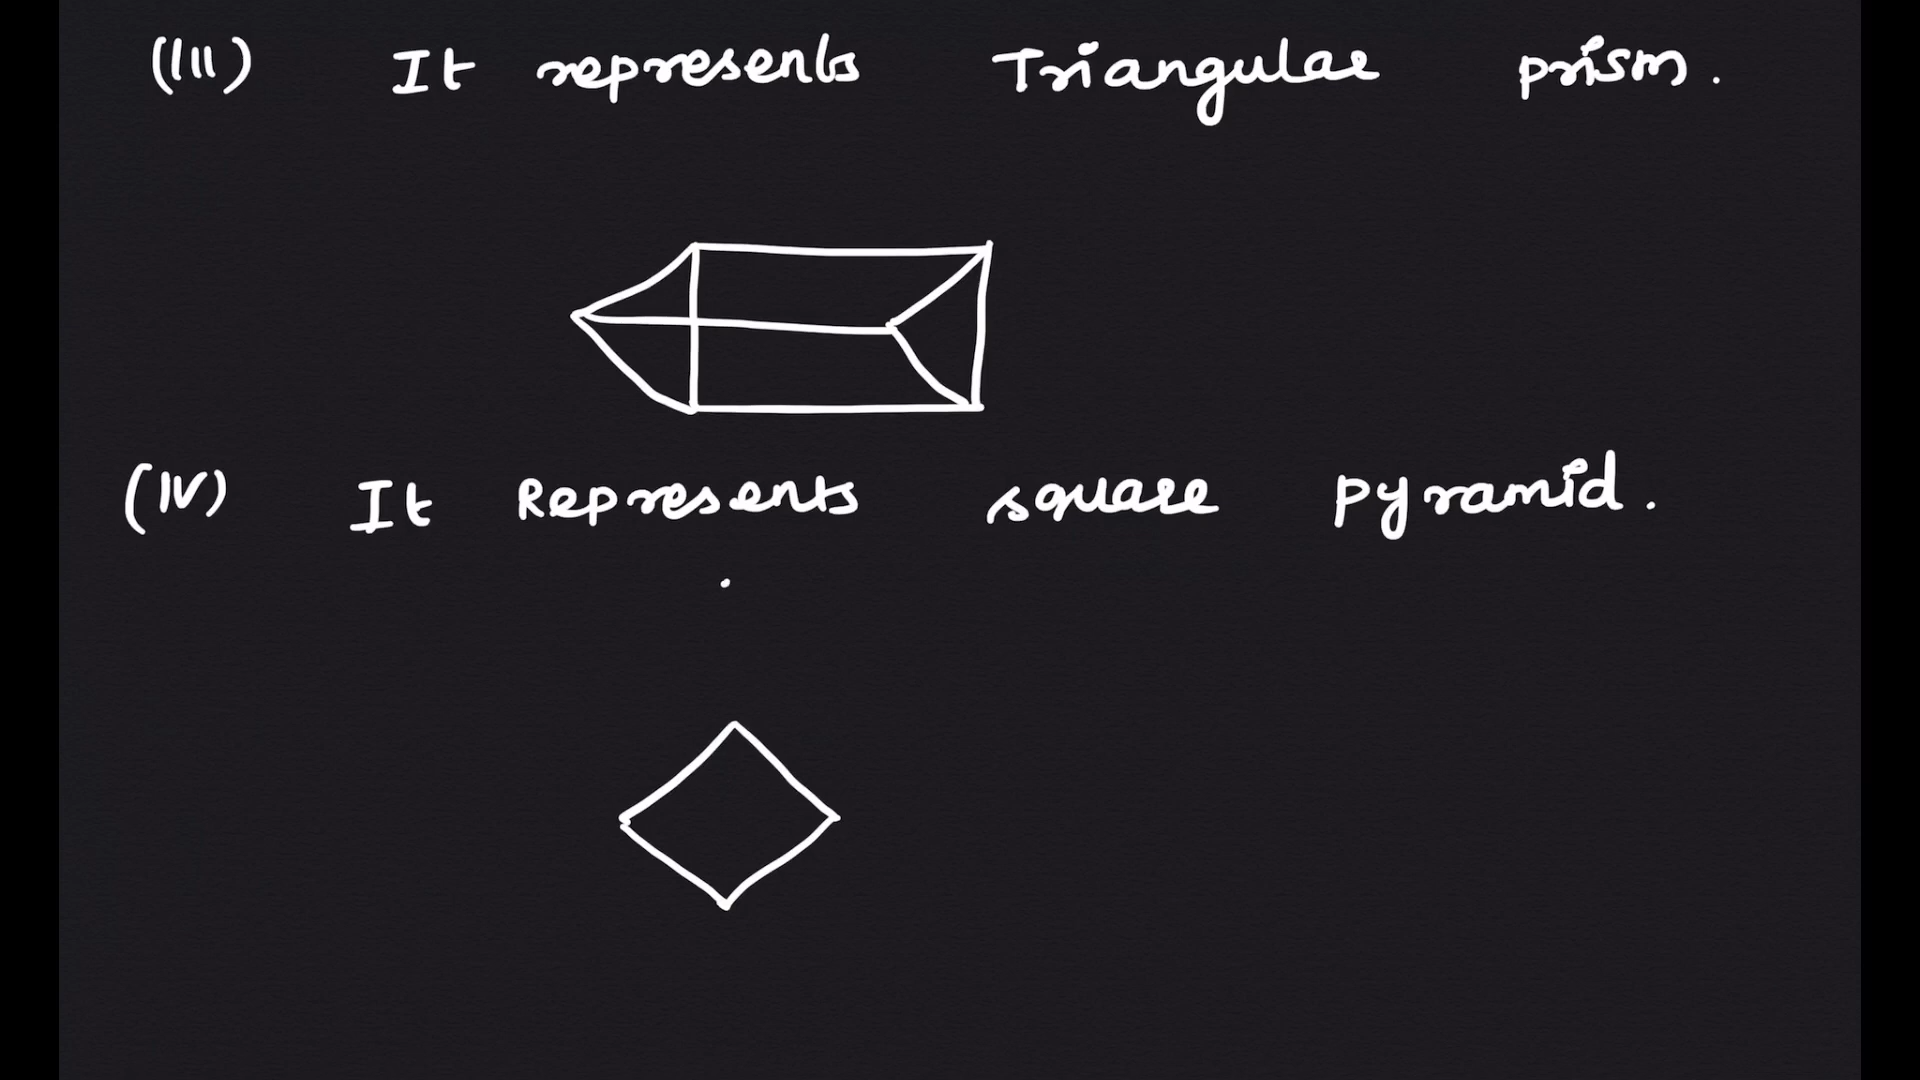 (III) It represents Triangular prism.
(IV) It Represents square pyramid.